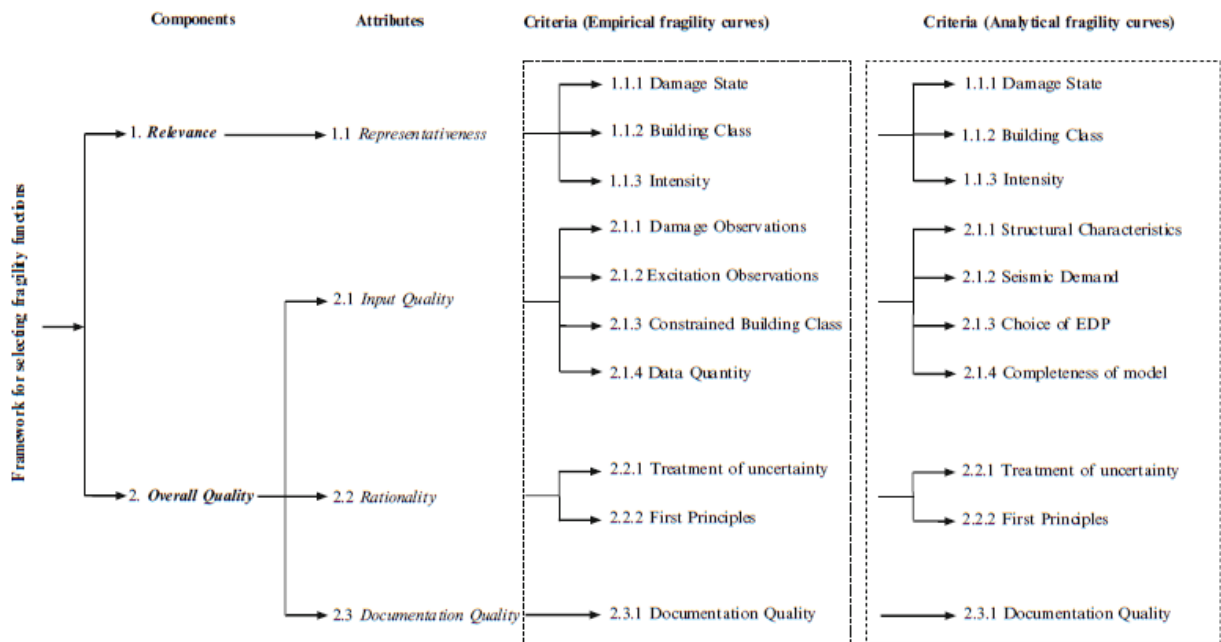 Components
Attributes
Criteria (Empirical fragility curves)
Criteria (Analytical fragility curves)
Framework for selecting fragility functions
1. Relevance
1.1 Representativeness
1.1.1 Damage State
1.1.2 Building Class
1.1.3 Intensity
1.1.1 Damage State
1.1.2 Building Class
1.1.3 Intensity
2. Overall Quality
2.1 Input Quality
2.1.1 Damage Observations
2.1.2 Excitation Observations
2.1.3 Constrained Building Class
2.1.4 Data Quantity
2.1.1 Structural Characteristics
2.1.2 Seismic Demand
2.1.3 Choice of EDP
2.1.4 Completeness of model
2.2 Rationality
2.2.1 Treatment of uncertainty
2.2.2 First Principles
2.2.1 Treatment of uncertainty
2.2.2 First Principles
2.3 Documentation Quality
2.3.1 Documentation Quality
2.3.1 Documentation Quality